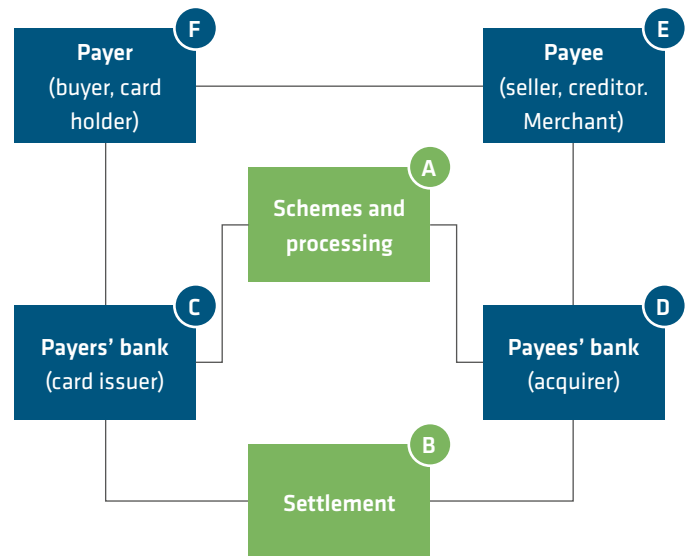 F
Payer
(buyer, card
holder)
E
Payee
(seller, creditor.
Merchant)
A
Schemes and
processing
C
Payers’ bank
(card issuer)
D
Payees’ bank
(acquirer)
B
Settlement